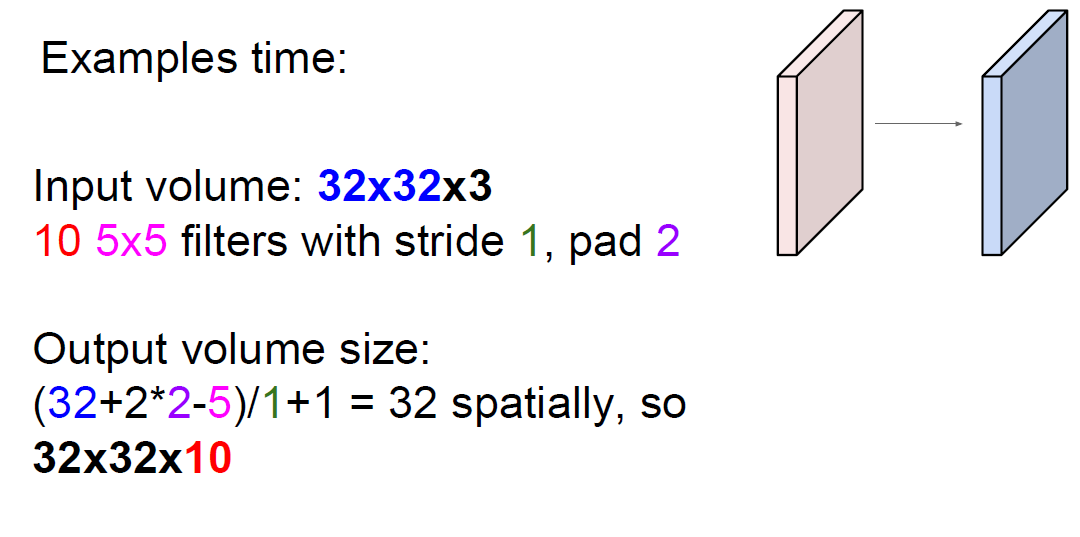 Examples time:
Input volume: 32x32x3
10 5x5 filters with stride 1, pad 2
Output volume size:
(32+2*2-5)/1+1 = 32 spatially, so
32x32x10